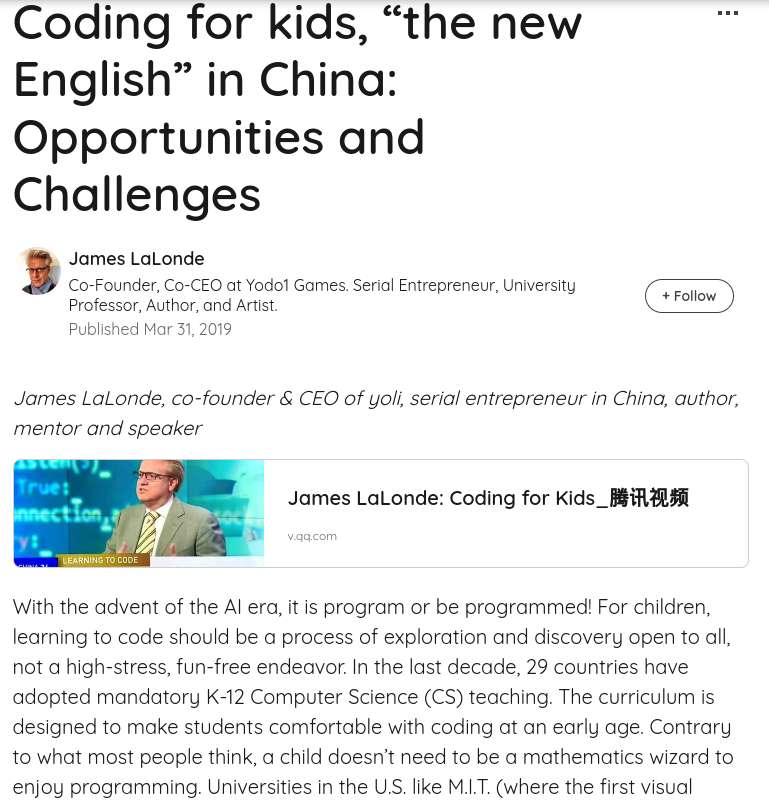 Coding for kids, “the new
English” in China:
Opportunities and
Challenges
James LaLonde
Co-Founder, Co-CEO at Yodo1 Games. Serial Entrepreneur, University
Professor, Author, and Artist.
Published Mar 31, 2019
+ Follow
James LaLonde, co-founder & CEO of yoli, serial entrepreneur in China, author,
mentor and speaker
True:
LEARNING TO CODE
James LaLonde: Coding for Kids_腾讯视频
v.qq.com
With the advent of the AI era, it is program or be programmed! For children,
learning to code should be a process of exploration and discovery open to all,
not a high-stress, fun-free endeavor. In the last decade, 29 countries have
adopted mandatory K-12 Computer Science (CS) teaching. The curriculum is
designed to make students comfortable with coding at an early age. Contrary
to what most people think, a child doesn’t need to be a mathematics wizard to
enjoy programming. Universities in the U.S. like M.I.T. (where the first visual